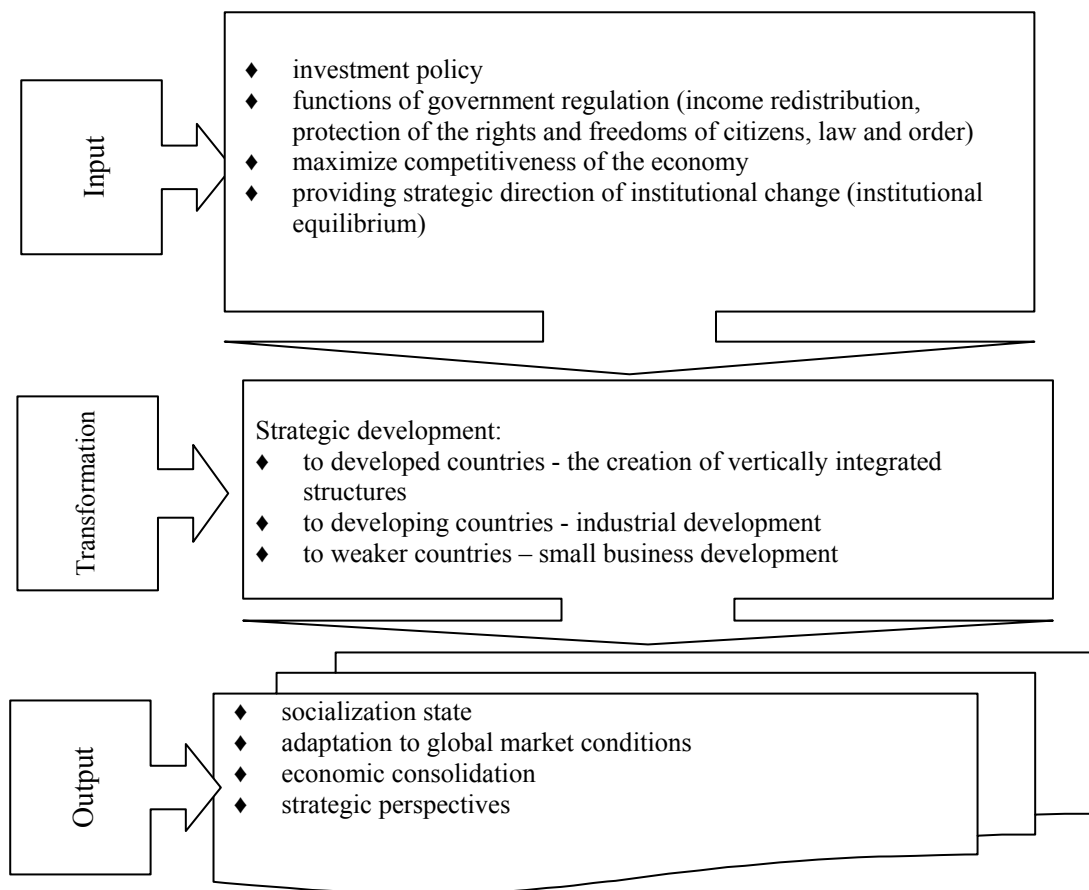 Input
♦ investment policy
♦ functions of government regulation (income redistribution,
protection of the rights and freedoms of citizens, law and order)
♦ maximize competitiveness of the economy
♦ providing strategic direction of institutional change (institutional
equilibrium)
Transformation
Strategic development:
♦ to developed countries - the creation of vertically integrated
structures
♦ to developing countries - industrial development
♦ to weaker countries – small business development
Output
♦ socialization state
♦ adaptation to global market conditions
♦ economic consolidation
♦ strategic perspectives